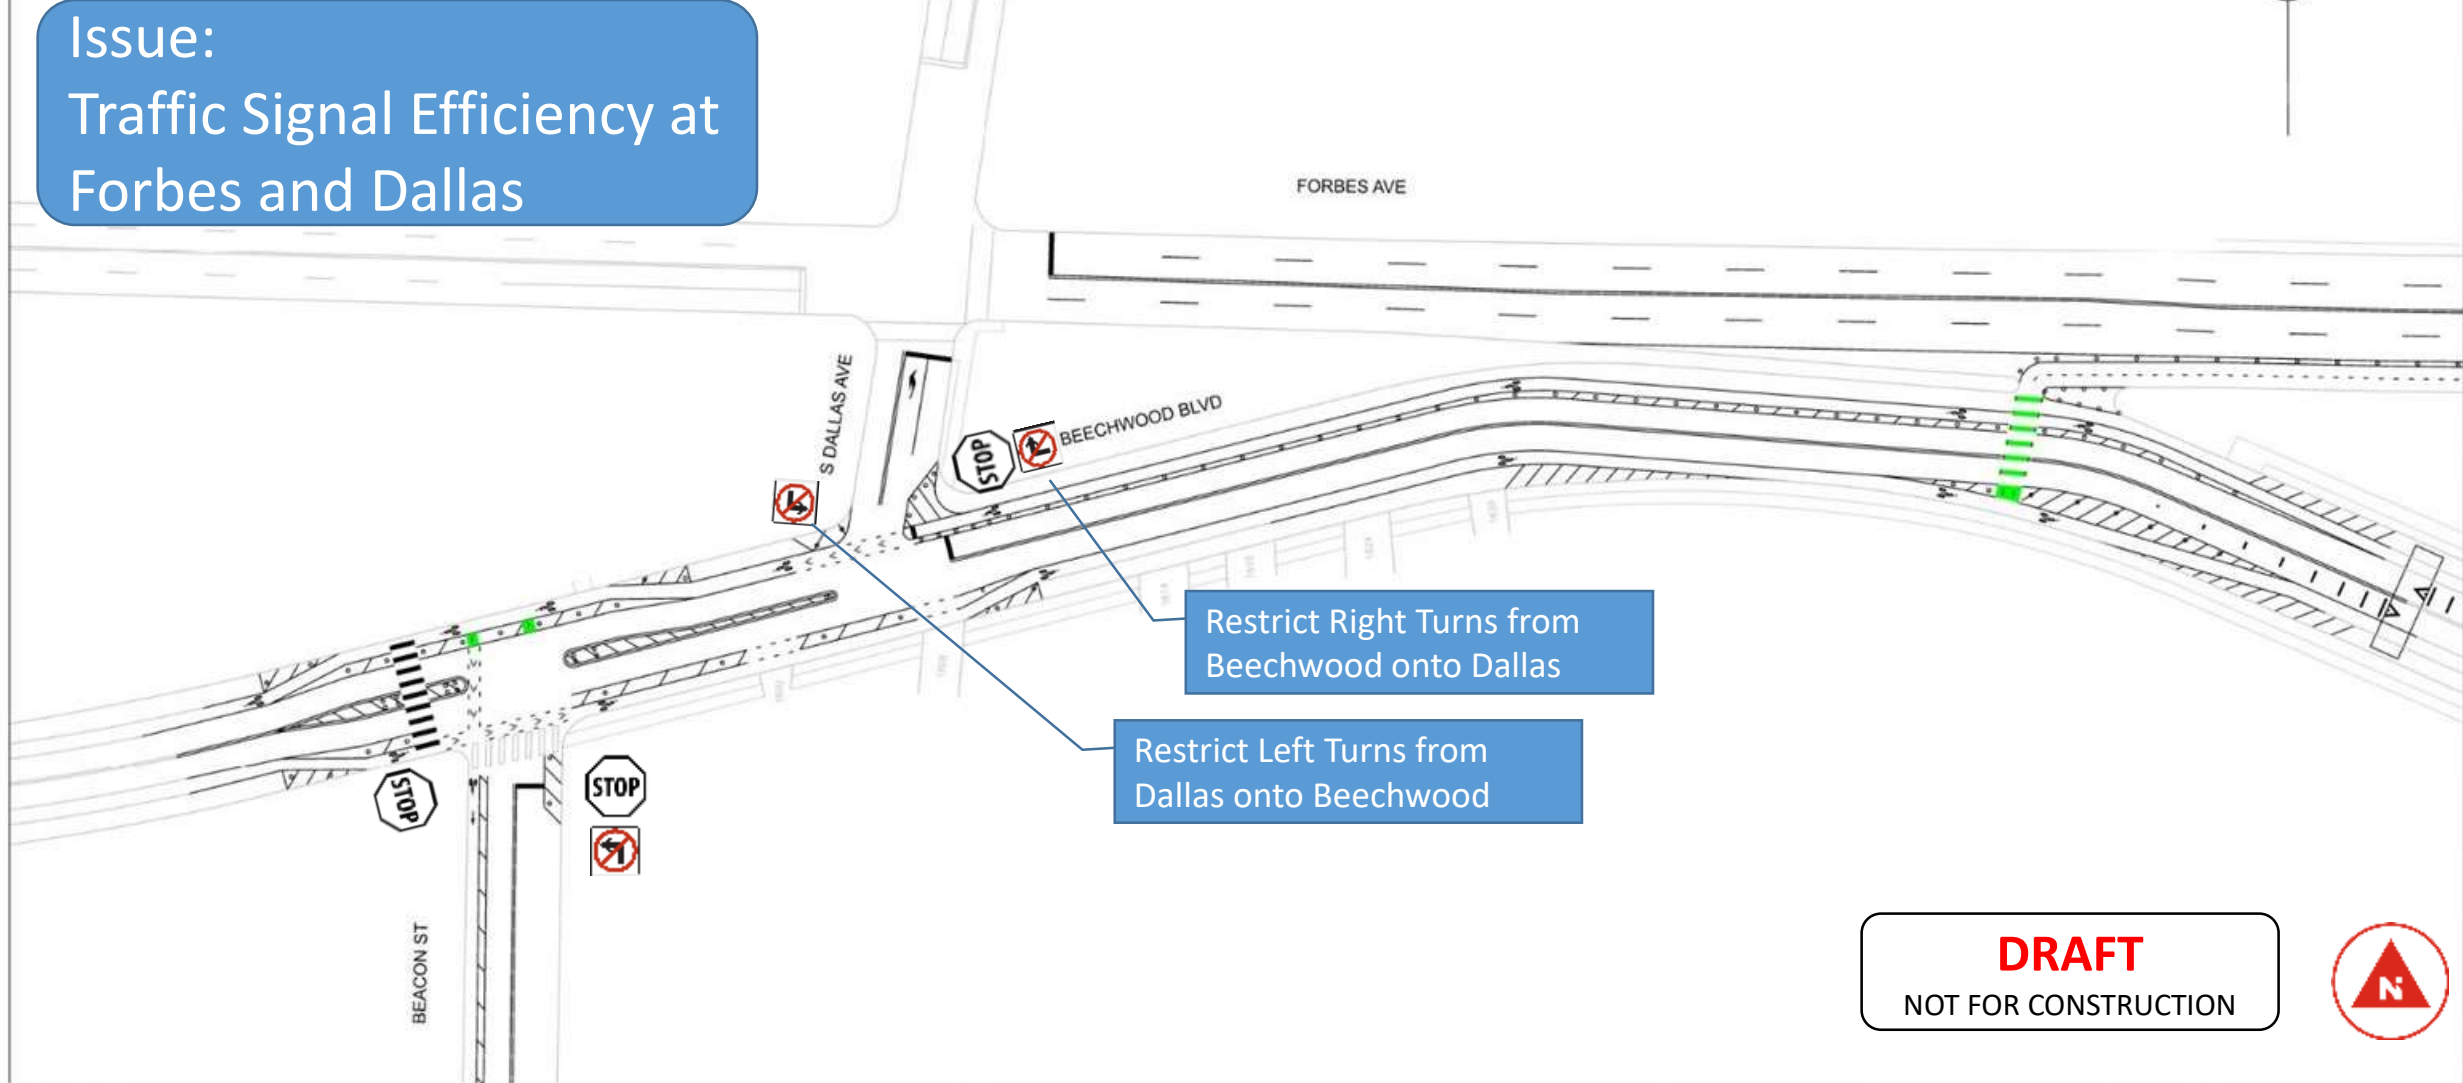 Issue:
Traffic Signal Efficiency at
Forbes and Dallas
FORBES AVE
S DALLAS AVE
STOP
BEECHWOOD BLVD
Restrict Right Turns from
Beechwood onto Dallas
Restrict Left Turns from
Dallas onto Beechwood
STOP
STOP
BEACON ST
DRAFT
NOT FOR CONSTRUCTION
N